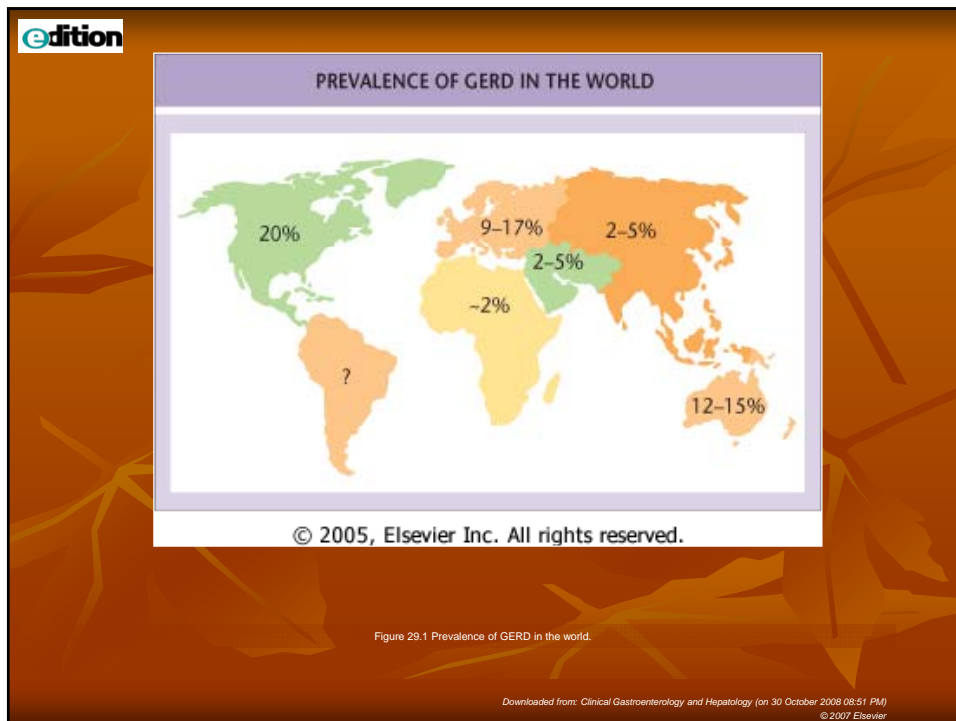 edition
PREVALENCE OF GERD IN THE WORLD
20%
9–17%
2–5%
2–5%
~2%
?
12–15%
© 2005, Elsevier Inc. All rights reserved.
Figure 29.1 Prevalence of GERD in the world.
Downloaded from: Clinical Gastroenterology and Hepatology (on 30 October 2008 08:51 PM)
© 2007 Elsevier